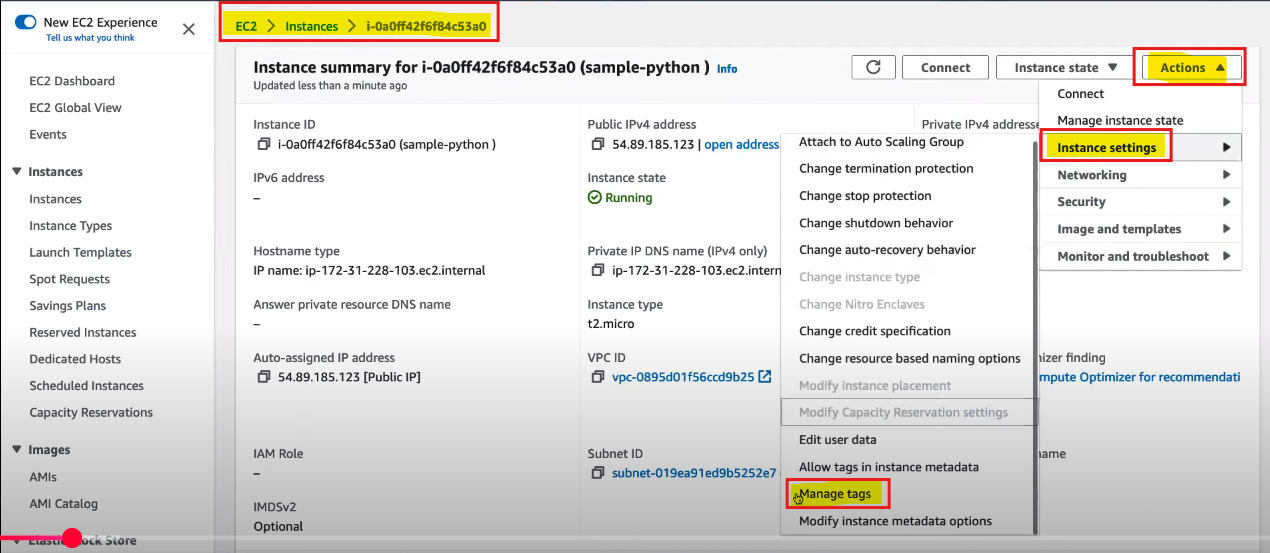 New EC2 Experience
Tell us what you think
EC2 Dashboard
EC2 Global View
Events
Instances
Instances
Instance Types
Launch Templates
Spot Requests
Savings Plans
Reserved Instances
Dedicated Hosts
Scheduled Instances
Capacity Reservations
Images
AMIs
AMI Catalog
EC2 > Instances > i-0a0ff42f6f84c53a0
Instance summary for i-0a0ff42f6f84c53a0 (sample-python ) Info
Updated less than a minute ago
Connect
Instance state
Actions
Connect
Manage instance state
Instance settings
Networking
Security
Image and templates
Monitor and troubleshoot
Attach to Auto Scaling Group
Change termination protection
Change stop protection
Change shutdown behavior
Change auto-recovery behavior
Change instance type
Change Nitro Enclaves
Change credit specification
Change resource based naming options
Modify instance placement
Modify Capacity Reservation settings
Edit user data
Allow tags in instance metadata
Manage tags
Modify instance metadata options
Instance ID
i-0a0ff42f6f84c53a0 (sample-python )
IPv6 address
–
Hostname type
IP name: ip-172-31-228-103.ec2.internal
Answer private resource DNS name
–
Auto-assigned IP address
54.89.185.123 [Public IP]
IAM Role
–
IMDSv2
Optional
Public IPv4 address
54.89.185.123 | open address
Instance state
Running
Private IP DNS name (IPv4 only)
ip-172-31-228-103.ec2.intern
Instance type
t2.micro
VPC ID
vpc-0895d01f56ccd9b25
Subnet ID
subnet-019ea91ed9b5252e7
Private IPv4 addresse
finding
Optimizer for recommendati